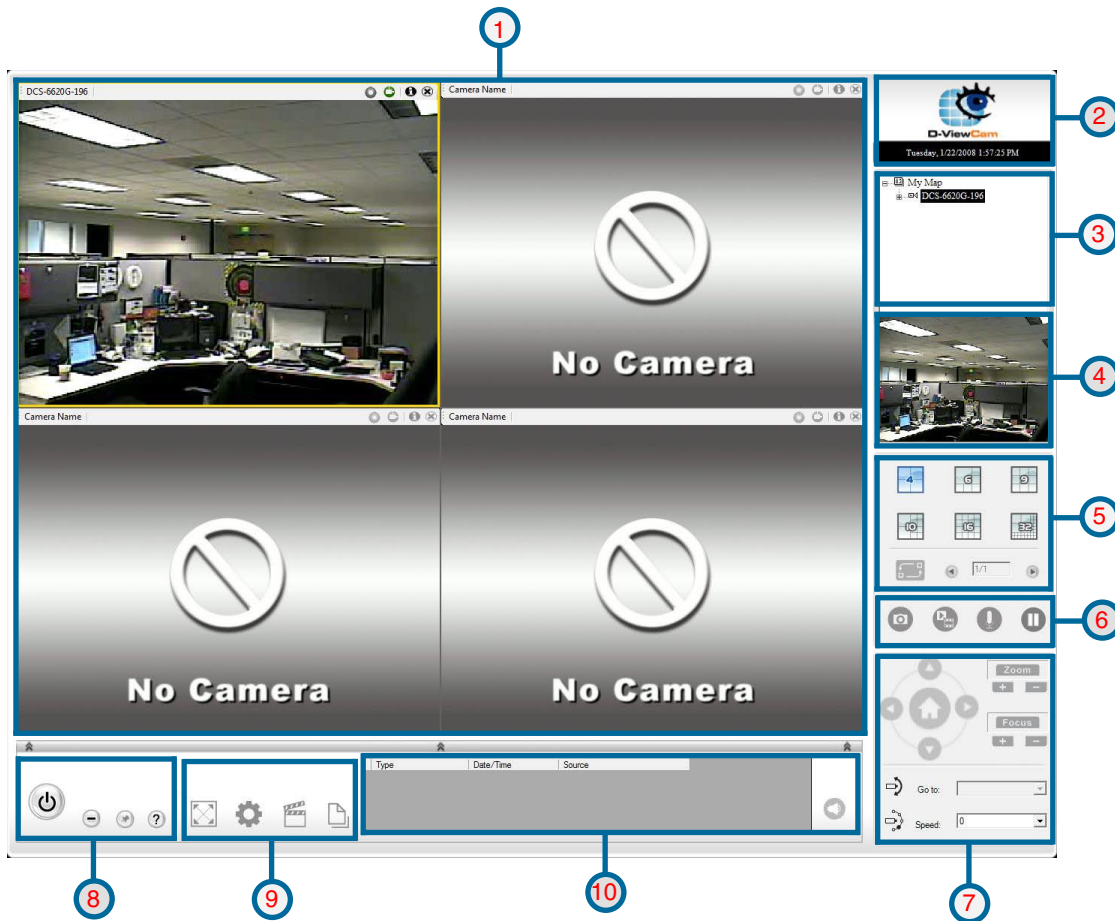 1
DCS-6620G-196
Camera Name
No Camera
Camera Name
No Camera
Camera Name
No Camera
D-ViewCam
Tuesday, 1/22/2008 1:57:25 PM
2
My Map
DCS-6620G-196
3
4
4
6
9
10
16
32
1/1
5
6
Zoom
+ −
Focus
+ −
Go to:
Speed: 0
7
?
8
9
Type Date/Time Source
10